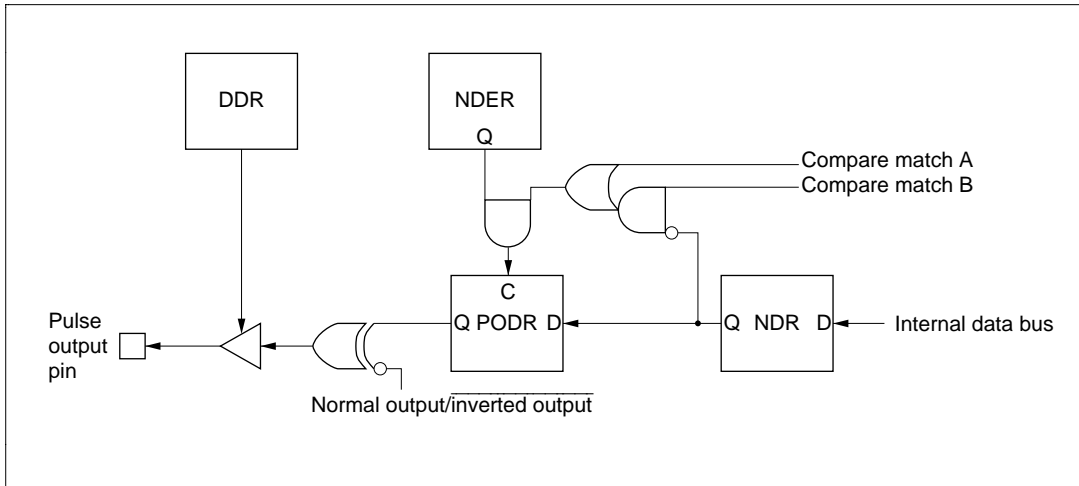 DDR
NDER
Q
Compare match A
Compare match B
C
Q PODR D
Q NDR D
Internal data bus
Pulse
output
pin
Normal output/inverted output